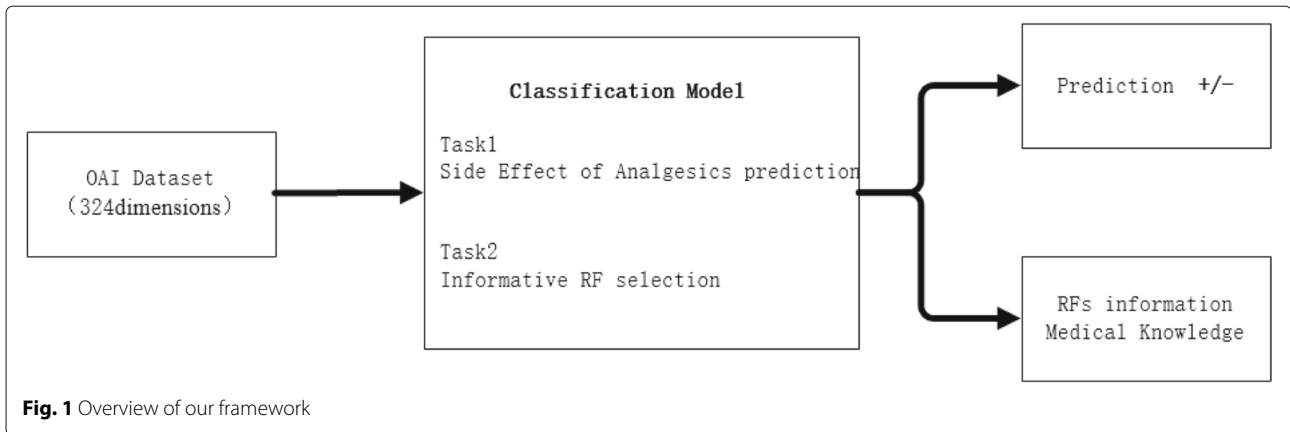 OAI Dataset
(324dimensions)
Classification Model
Task1
Side Effect of Analgesics prediction
Task2
Informative RF selection
Prediction +/-
RFs information
Medical Knowledge
Fig. 1 Overview of our framework